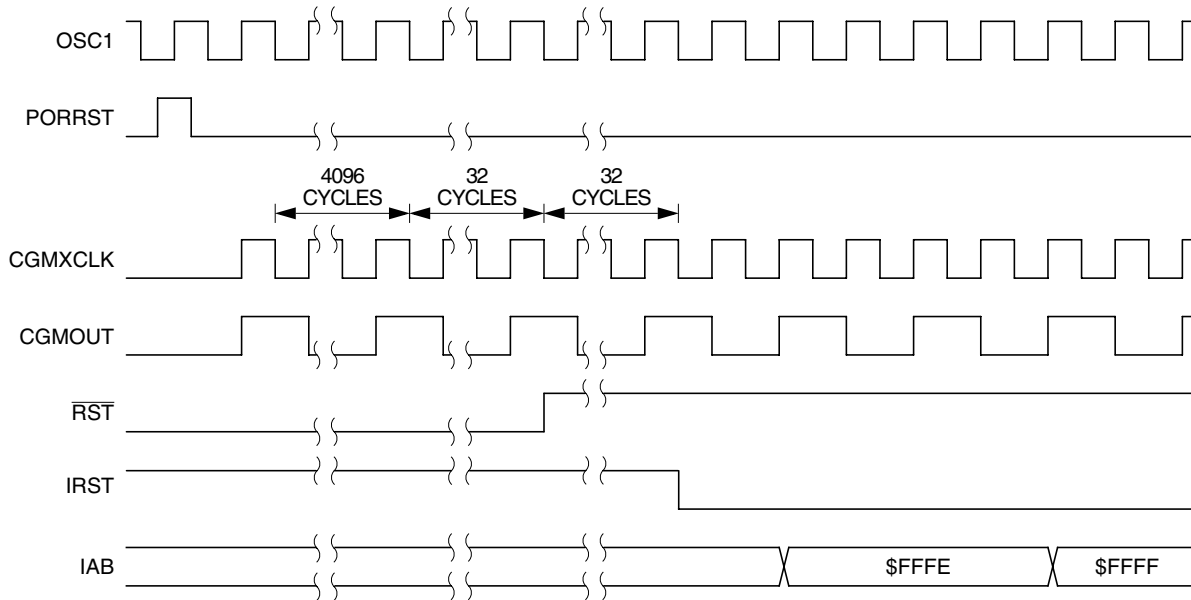 OSC1
PORRST
4096
CYCLES
32
CYCLES
32
CYCLES
CGMXCLK
CGMOUT
RST
IRST
IAB
$FFFE
$FFFF